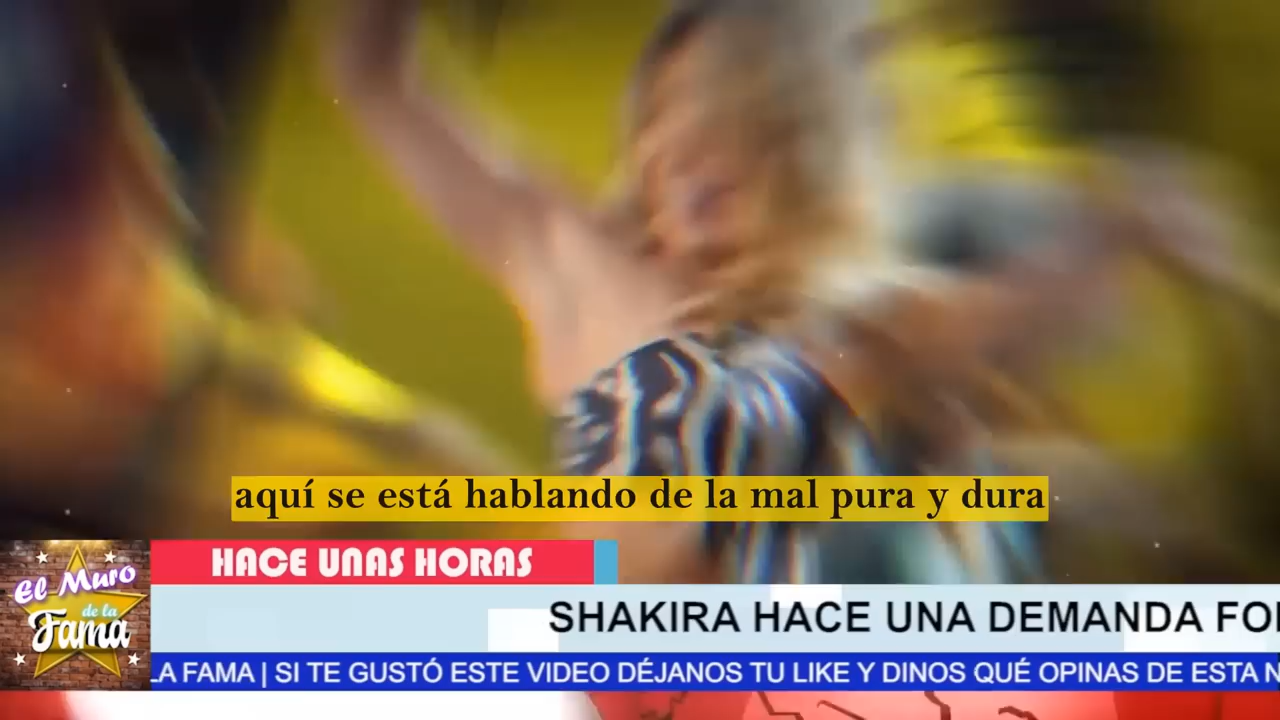 aquí se está hablando de la mal pura y dura
HACE UNAS HORAS
El Muro
de la
Fama
SHAKIRA HACE UNA DEMANDA FO
LA FAMA | SI TE GUSTÓ ESTE VIDEO DÉJANOS TU LIKE Y DINOS QUÉ OPINAS DE ESTA N